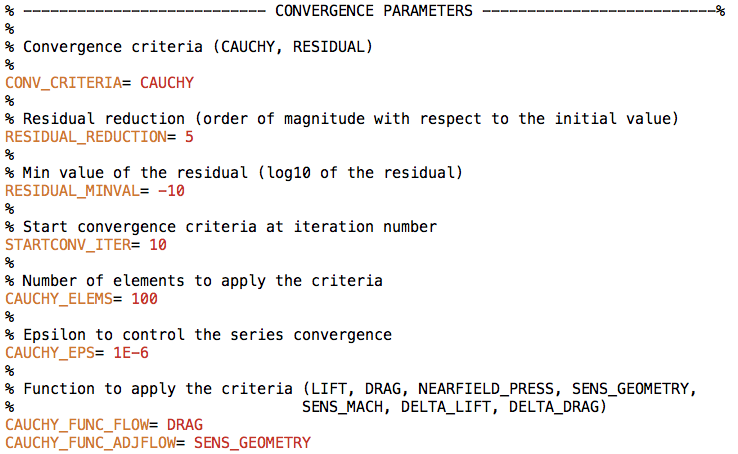 % --------------------------- CONVERGENCE PARAMETERS --------------------------%
%
% Convergence criteria (CAUCHY, RESIDUAL)
%
CONV_CRITERIA= CAUCHY
%
% Residual reduction (order of magnitude with respect to the initial value)
RESIDUAL_REDUCTION= 5
%
% Min value of the residual (log10 of the residual)
RESIDUAL_MINVAL= -10
%
% Start convergence criteria at iteration number
STARTCONV_ITER= 10
%
% Number of elements to apply the criteria
CAUCHY_ELEMS= 100
%
% Epsilon to control the series convergence
CAUCHY_EPS= 1E-6
%
% Function to apply the criteria (LIFT, DRAG, NEARFIELD_PRESS, SENS_GEOMETRY,
%                                SENS_MACH, DELTA_LIFT, DELTA_DRAG)
CAUCHY_FUNC_FLOW= DRAG
CAUCHY_FUNC_ADJFLOW= SENS_GEOMETRY